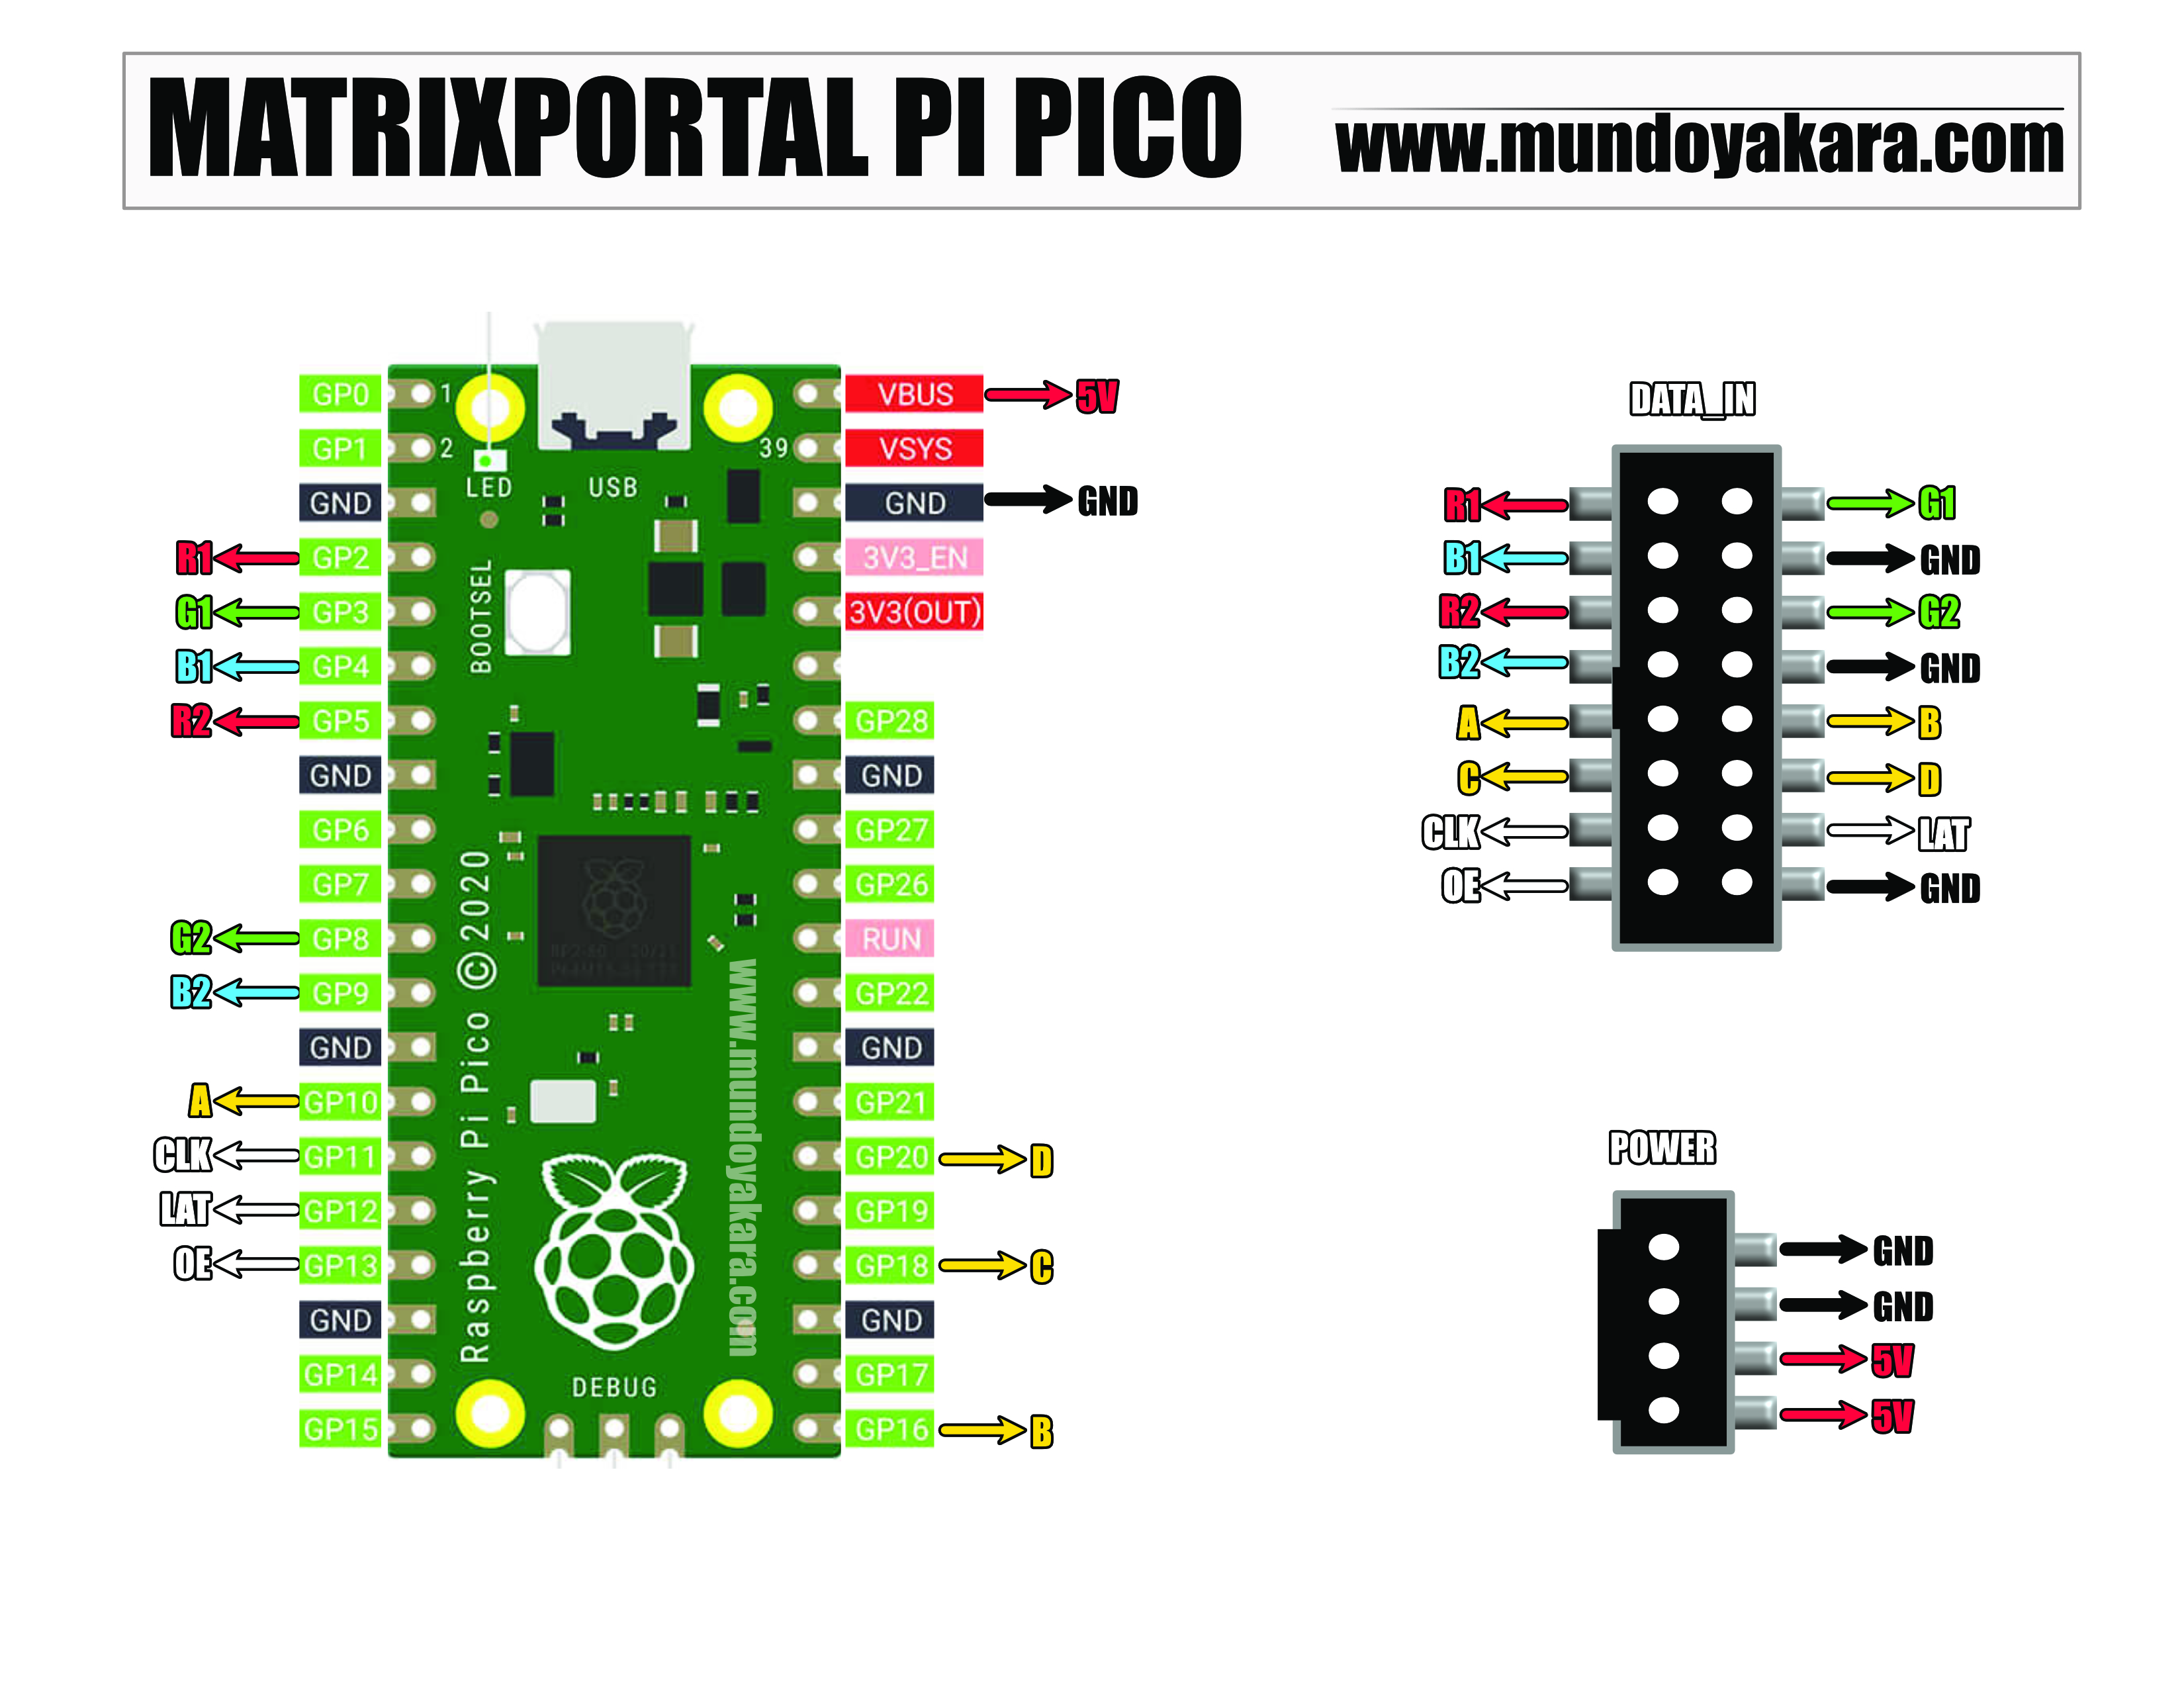 MATRIXPORTAL PI PICO
www.mundoyakara.com
GP0 1 VBUS 5V
GP1 2 39 VSYS
LED USB
GND GND GND
R1 GP2 3V3_EN
G1 GP3 3V3(OUT)
BOOTSEL
B1 GP4
R2 GP5 GP28
GND GND
GP6 GP27
GP7 GP26
G2 GP8 RUN
B2 GP9 GP22
GND GND
A GP10 GP21
CLK GP11 GP20 D
LAT GP12 GP19
OE GP13 GP18 C
GND GND
GP14 GP17
GP15 GP16 B
Raspberry Pi Pico ©2020
www.mundoyakara.com
DEBUG
DATA_IN
R1 G1
B1 GND
R2 G2
B2 GND
A B
C D
CLK LAT
OE GND
POWER
GND
GND
5V
5V